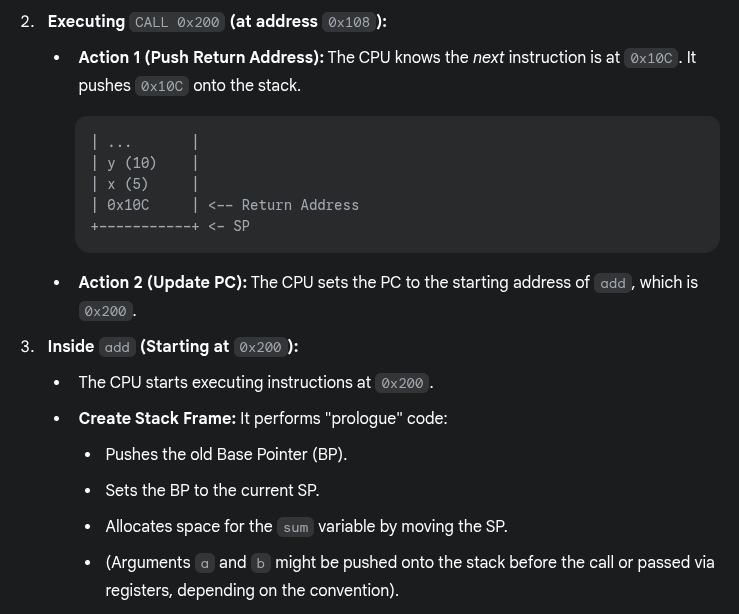 2. Executing CALL 0x200 (at address 0x108):
• Action 1 (Push Return Address): The CPU knows the next instruction is at 0x10C. It
pushes 0x10C onto the stack.
| ...       |
| y (10)    |
| x (5)     |
| 0x10C     | <-- Return Address
+-----------+ <- SP
• Action 2 (Update PC): The CPU sets the PC to the starting address of add, which is
0x200.
3. Inside add (Starting at 0x200):
• The CPU starts executing instructions at 0x200.
• Create Stack Frame: It performs "prologue" code:
• Pushes the old Base Pointer (BP).
• Sets the BP to the current SP.
• Allocates space for the sum variable by moving the SP.
• (Arguments a and b might be pushed onto the stack before the call or passed via
registers, depending on the convention).